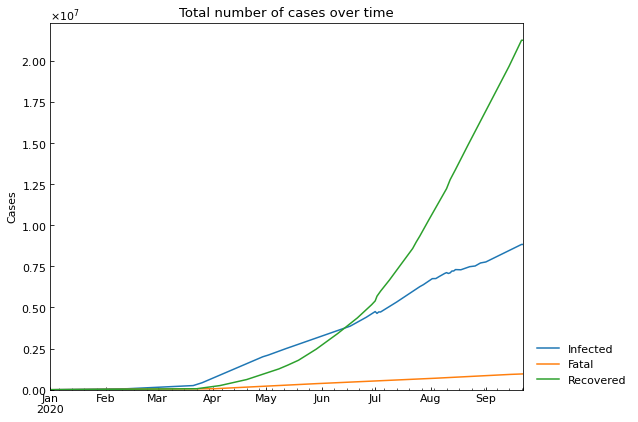 Total number of cases over time
×10⁷
2.00
1.75
1.50
1.25
1.00
0.75
0.50
0.25
0.00
Cases
Jan Feb Mar Apr May Jun Jul Aug Sep
2020
Infected
Fatal
Recovered